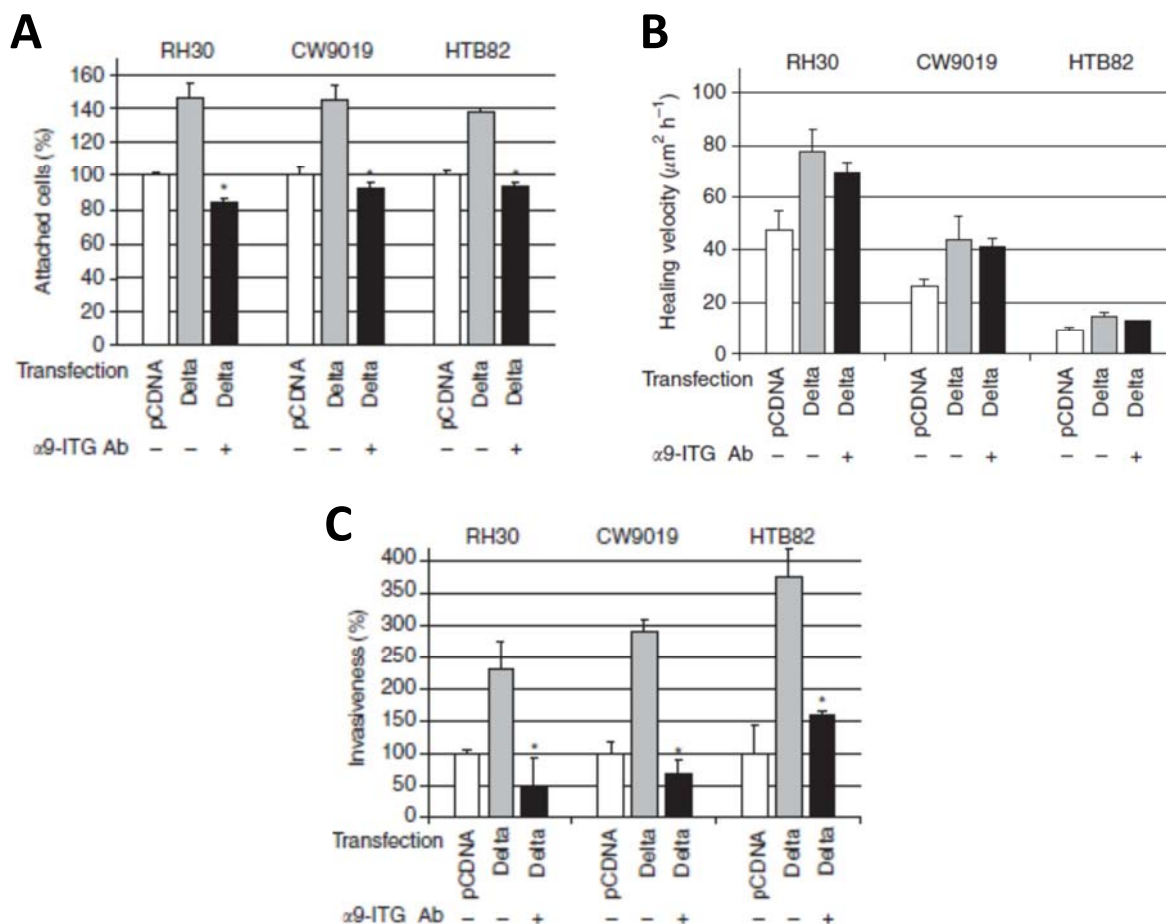 A
RH30 CW9019 HTB82
Attached cells (%)
160
140
120
100
80
60
40
20
0
* * *
Transfection pCDNA Delta Delta pCDNA Delta Delta pCDNA Delta Delta
α9-ITG Ab – – + – – + – – +
B
RH30 CW9019 HTB82
Healing velocity (μm² h⁻¹)
100
80
60
40
20
0
Transfection pCDNA Delta Delta pCDNA Delta Delta pCDNA Delta Delta
α9-ITG Ab – – + – – + – – +
C
RH30 CW9019 HTB82
Invasiveness (%)
400
350
300
250
200
150
100
50
0
* * *
Transfection pCDNA Delta Delta pCDNA Delta Delta pCDNA Delta Delta
α9-ITG Ab – – + – – + – – +